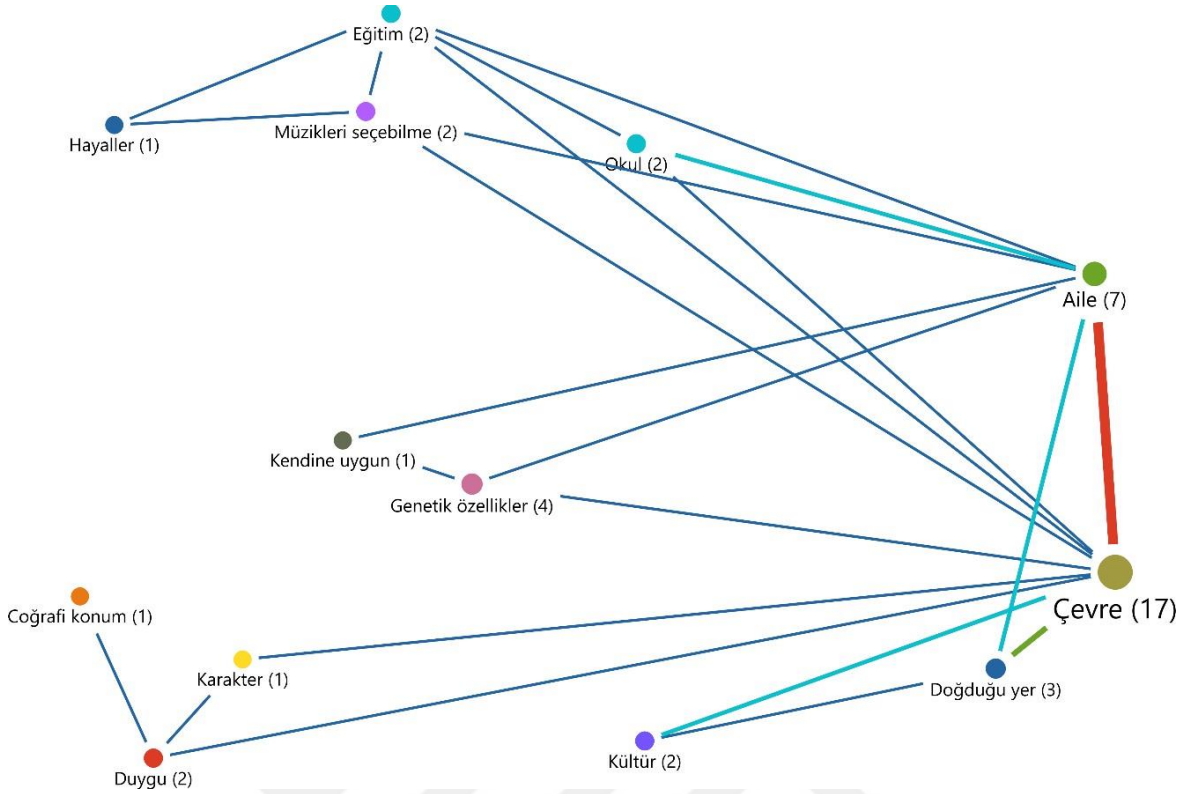 Eğitim (2)
Hayaller (1)
Müzikleri seçebilme (2)
Okul (2)
Aile (7)
Kendine uygun (1)
Genetik özellikler (4)
Coğrafi konum (1)
Çevre (17)
Karakter (1)
Doğduğu yer (3)
Kültür (2)
Duygu (2)